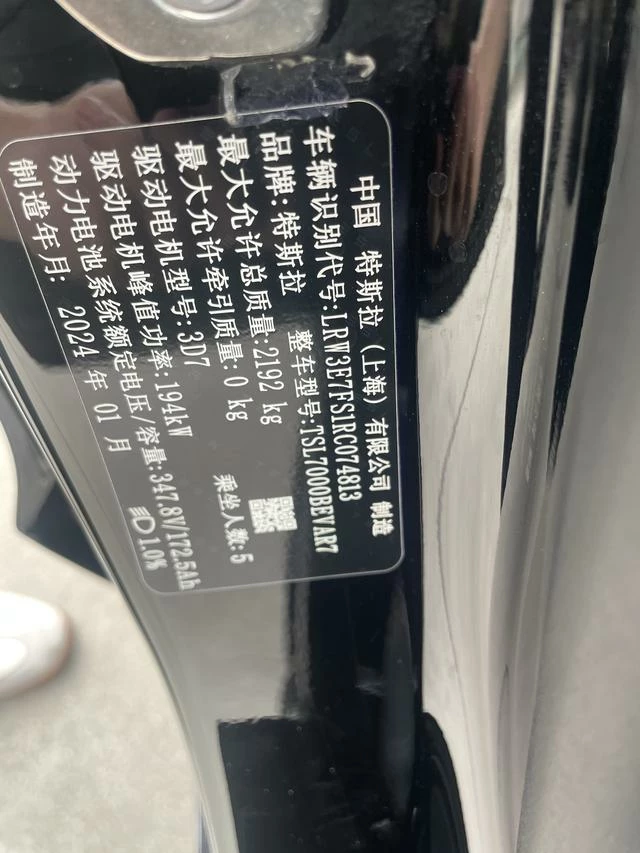 中国 特斯拉（上海）有限公司 制造
车辆识别代号:LRW3E7FS1RC074813
品牌:特斯拉 整车型号:TSL7000BEVAR7
最大允许总质量:2192 kg
最大允许牵引质量:0 kg 乘坐人数:5
驱动电机型号:3D7
驱动电机峰值功率:194kW
动力电池系统额定电压/容量:347.8V/172.5Ah
制造年月: 2024 年 01 月 1.0%